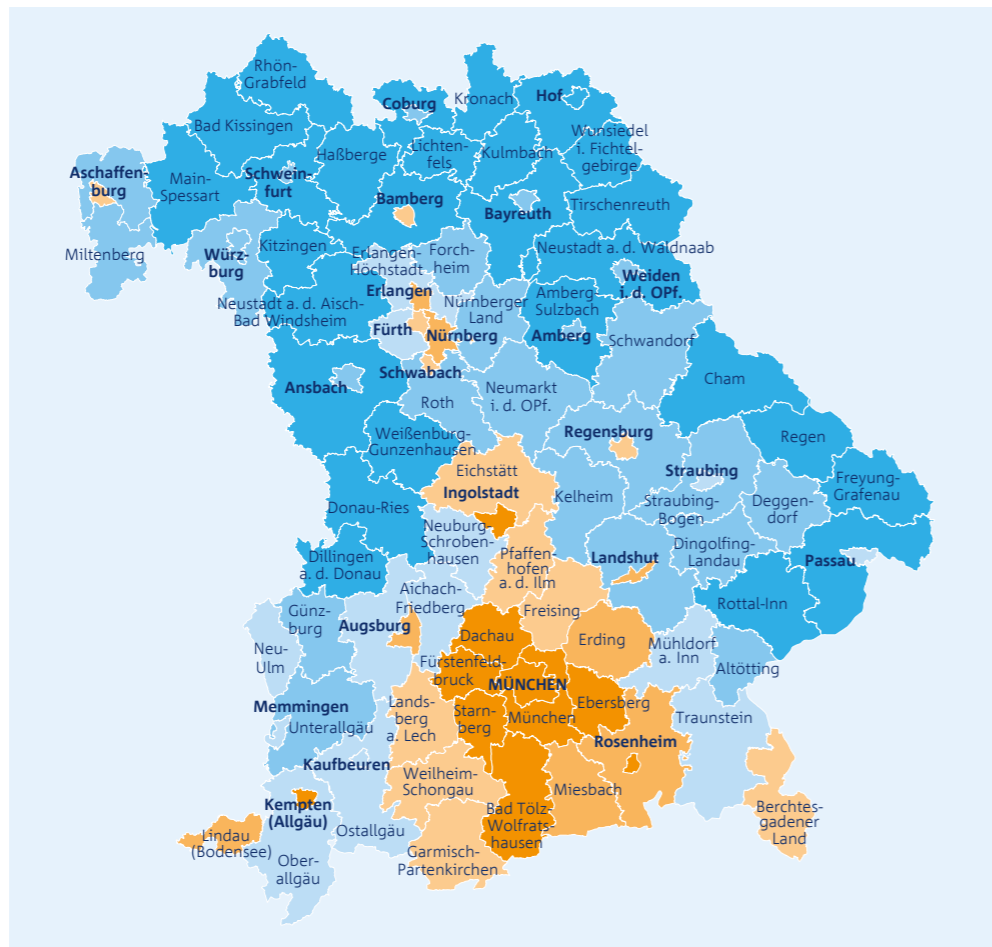 Rhön-
Grabfeld
Coburg
Kronach
Hof
Bad Kissingen
Wunsiedel
i. Fichtel-
gebirge
Haßberge
Lichten-
fels
Kulmbach
Aschaffen-
burg
Main-
Spessart
Schwein-
furt
Bamberg
Bayreuth
Tirschenreuth
Miltenberg
Würz-
burg
Kitzingen
Erlangen-
Höchstadt
Forch-
heim
Neustadt a. d. Waldnaab
Weiden
i. d. OPf.
Erlangen
Neustadt a. d. Aisch-
Bad Windsheim
Nürnberger
Land
Amberg-
Sulzbach
Fürth
Nürnberg
Amberg
Schwandorf
Ansbach
Schwabach
Cham
Roth
Neumarkt
i. d. OPf.
Weißenburg-
Gunzenhausen
Regensburg
Regen
Eichstätt
Straubing
Freyung-
Grafenau
Ingolstadt
Kelheim
Straubing-
Bogen
Deggen-
dorf
Donau-Ries
Neuburg-
Schroben-
hausen
Dillingen
a. d. Donau
Pfaffen-
hofen
a. d. Ilm
Landshut
Dingolfing-
Landau
Passau
Aichach-
Friedberg
Rottal-Inn
Günz-
burg
Augsburg
Freising
Dachau
Erding
Mühldorf
a. Inn
Neu-
Ulm
Fürstenfeld-
bruck
MÜNCHEN
Altötting
Memmingen
Unterallgäu
Lands-
berg
a. Lech
Starn-
berg
München
Ebersberg
Traunstein
Kaufbeuren
Rosenheim
Weilheim-
Schongau
Miesbach
Kempten
(Allgäu)
Bad Tölz-
Wolfrats-
hausen
Berchtes-
gadener
Land
Lindau
(Bodensee)
Ostallgäu
Ober-
allgäu
Garmisch-
Partenkirchen